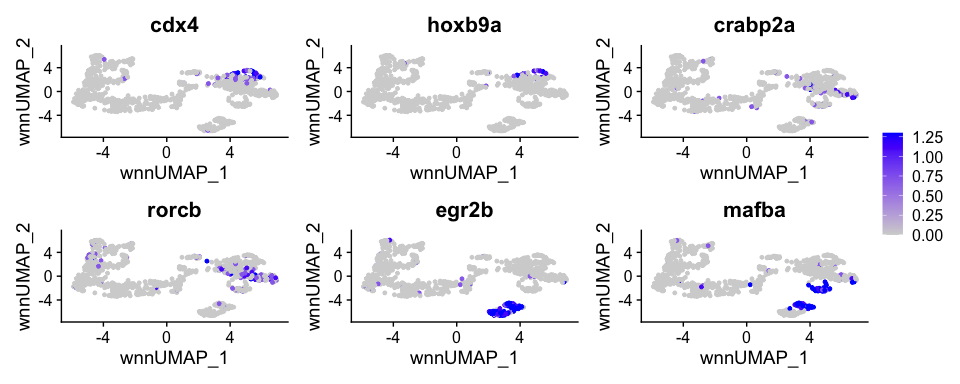 cdx4 hoxb9a crabp2a
wnnUMAP_2 wnnUMAP_2 wnnUMAP_2
4 4 4
0 0 0
-4 -4 -4
-4 0 4 -4 0 4 -4 0 4
wnnUMAP_1 wnnUMAP_1 wnnUMAP_1
1.25
1.00
0.75
0.50
0.25
0.00
rorcb egr2b mafba
wnnUMAP_2 wnnUMAP_2 wnnUMAP_2
4 4 4
0 0 0
-4 -4 -4
-4 0 4 -4 0 4 -4 0 4
wnnUMAP_1 wnnUMAP_1 wnnUMAP_1